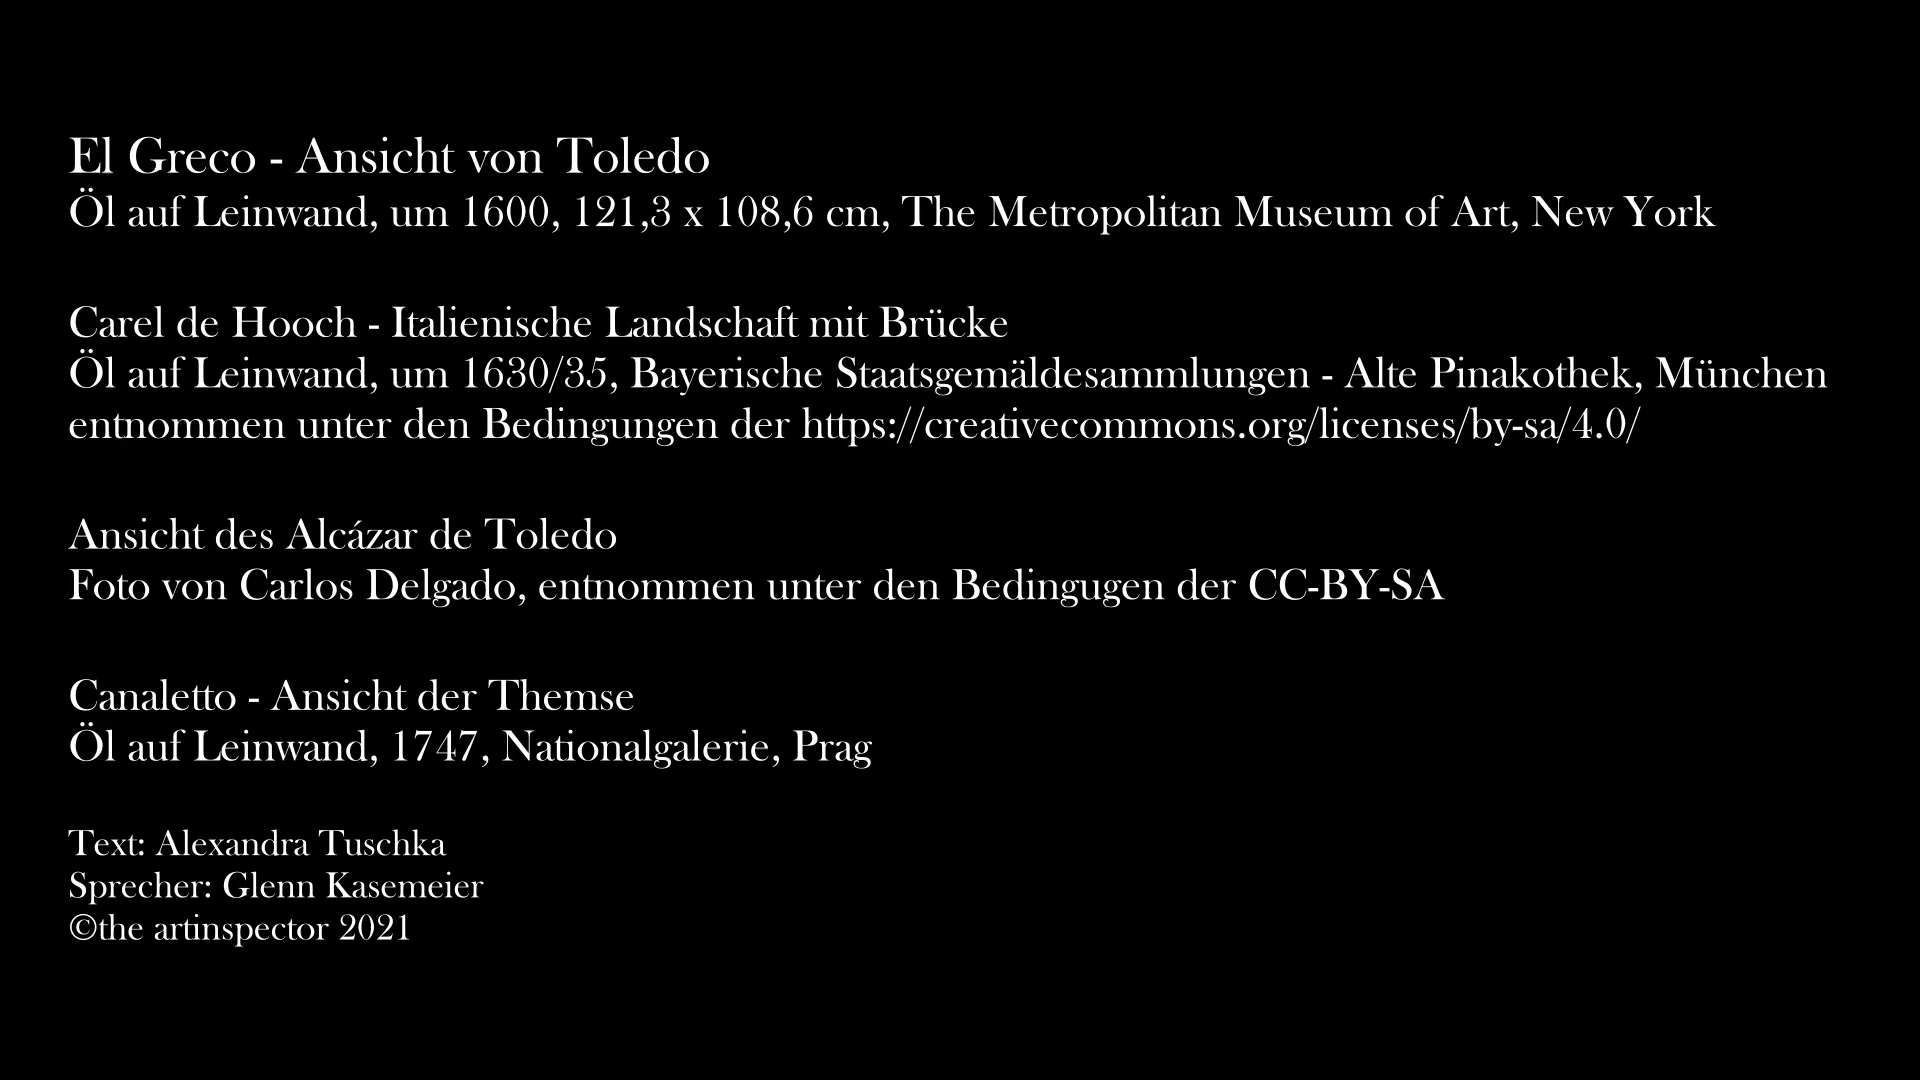 El Greco - Ansicht von Toledo
Öl auf Leinwand, um 1600, 121,3 x 108,6 cm, The Metropolitan Museum of Art, New York
Carel de Hooch - Italienische Landschaft mit Brücke
Öl auf Leinwand, um 1630/35, Bayerische Staatsgemäldesammlungen - Alte Pinakothek, München
entnommen unter den Bedingungen der https://creativecommons.org/licenses/by-sa/4.0/
Ansicht des Alcázar de Toledo
Foto von Carlos Delgado, entnommen unter den Bedingugen der CC-BY-SA
Canaletto - Ansicht der Themse
Öl auf Leinwand, 1747, Nationalgalerie, Prag
Text: Alexandra Tuschka
Sprecher: Glenn Kasemeier
©the artinspector 2021